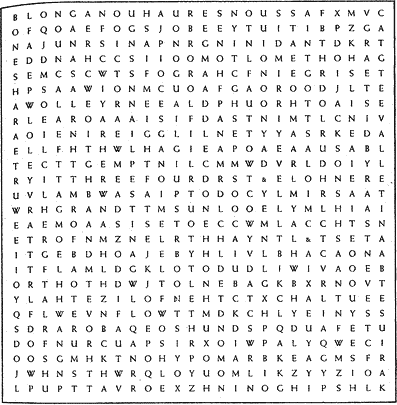 B L O N G A N O U H A U R E S N O U S S A F X M V C
O F Q O A E F O G S J O B E E Y T U I T I B P Z G A
N A J U N R S I N A P N R G N I N I D A N T D K R T
E D D N A H C C S I I O O M O T L O M E T H O H A G
S E M C S C W T S F O G R A H C F N I E G R I S E T
H P S A A W I O N M C U O A F G A O R O O D J L T E
A W O L L E Y R N E E A L D P H U O R H T O A I S E
R L E A R O A A A I S I F D A S T N I M T L C N I V
A O I E N I R E I G G L I L N E T Y Y A S R K E D A
E L L F H T H W L H A G I E A P O A E A A U S A B L
T E C T T G E M P T N I L C M M W D V R L D O I Y L
R Y I T T H R E E F O U R D R S T & E L O H N E R E
U V L A M B W A S A I P T O D O C Y L M I R S A A T
W R H G R A N D T T M S U N L O O E L Y M L H I A I
E A E M O A A S I S E T O E C C W M L A C C H T S N
E T R O F N M Z N E L R T H H A Y N T L & T S E T A
I T G E B D H O A J E B Y H L I V L B H A C A O N A
I T F L A M L D G K L O T O D U D L I W I V A O E B
O R T H O T H D W J T O L N E B A G K B X R N O V T
Y L A H T E Z I L O F N E H T C T X C H A L T U E E
Q F L W E V N F L O W T T M D K C H L Y E I N Y S S
S D R A R O B A Q E O S H U N D S P Q D U A F E T U
D O F N U R C U A P S I R X O I W P A L Y Q W E C I
O O S G M H K T N O H Y P O M A R B K E A G M S F R
J W H N S T H W R Q L O Y U O M L I K Z Y Y Z I O A
L P U P T T A V R O E X Z H N I N O G H I P S H L K